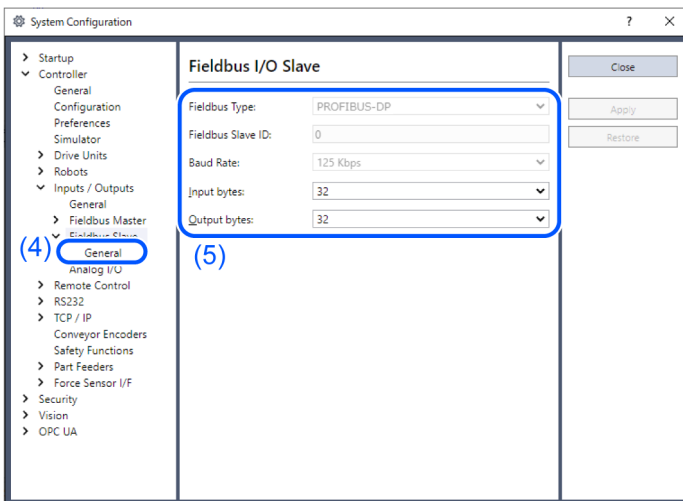 System Configuration
?
Startup
Controller
General
Configuration
Preferences
Simulator
Drive Units
Robots
Inputs / Outputs
General
Fieldbus Master
Fieldbus Slave
(4)
General
Analog I/O
Remote Control
RS232
TCP / IP
Conveyor Encoders
Safety Functions
Part Feeders
Force Sensor I/F
Security
Vision
OPC UA
Fieldbus I/O Slave
Fieldbus Type: PROFIBUS-DP
Fieldbus Slave ID: 0
Baud Rate: 125 Kbps
Input bytes: 32
Output bytes: 32
(5)
Close
Apply
Restore